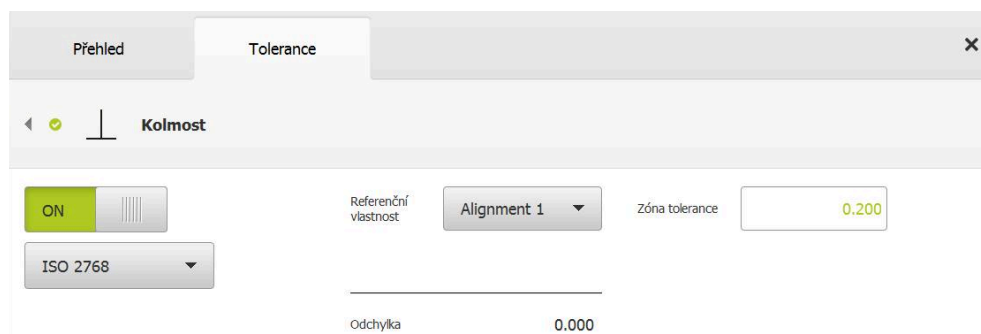 Přehled
Tolerance
Kolmost
ON
Referenční
vlastnost
Alignment 1
Zóna tolerance
0.200
ISO 2768
Odchylka
0.000